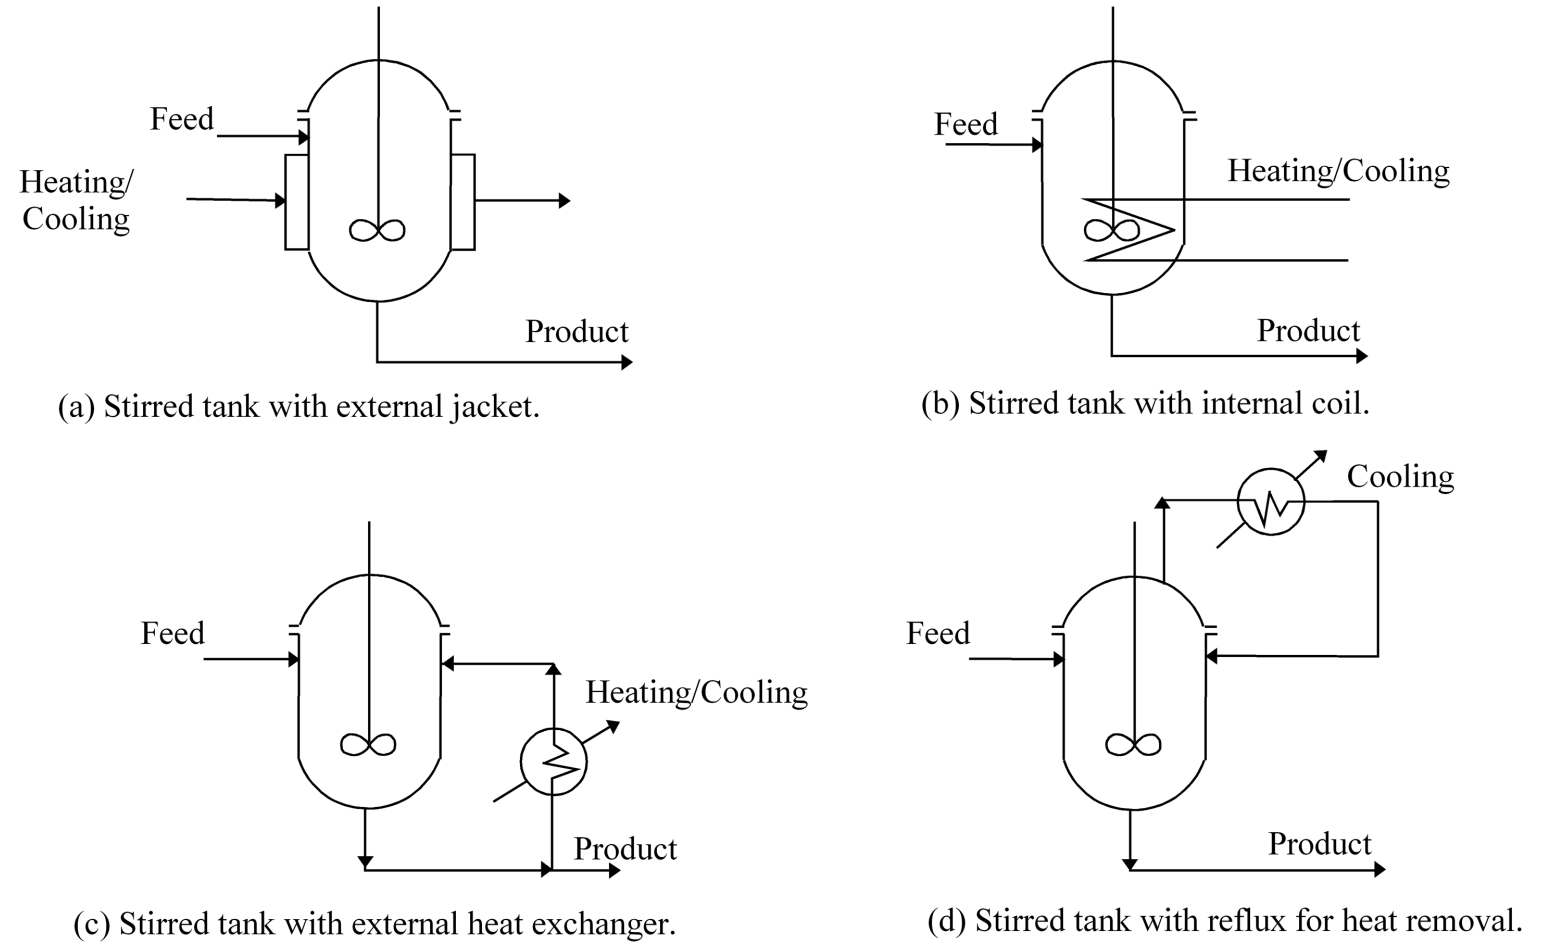 Feed
Heating/
Cooling
Product
(a) Stirred tank with external jacket.
Feed
Heating/Cooling
Product
(b) Stirred tank with internal coil.
Feed
Heating/Cooling
Product
(c) Stirred tank with external heat exchanger.
Cooling
Feed
Product
(d) Stirred tank with reflux for heat removal.